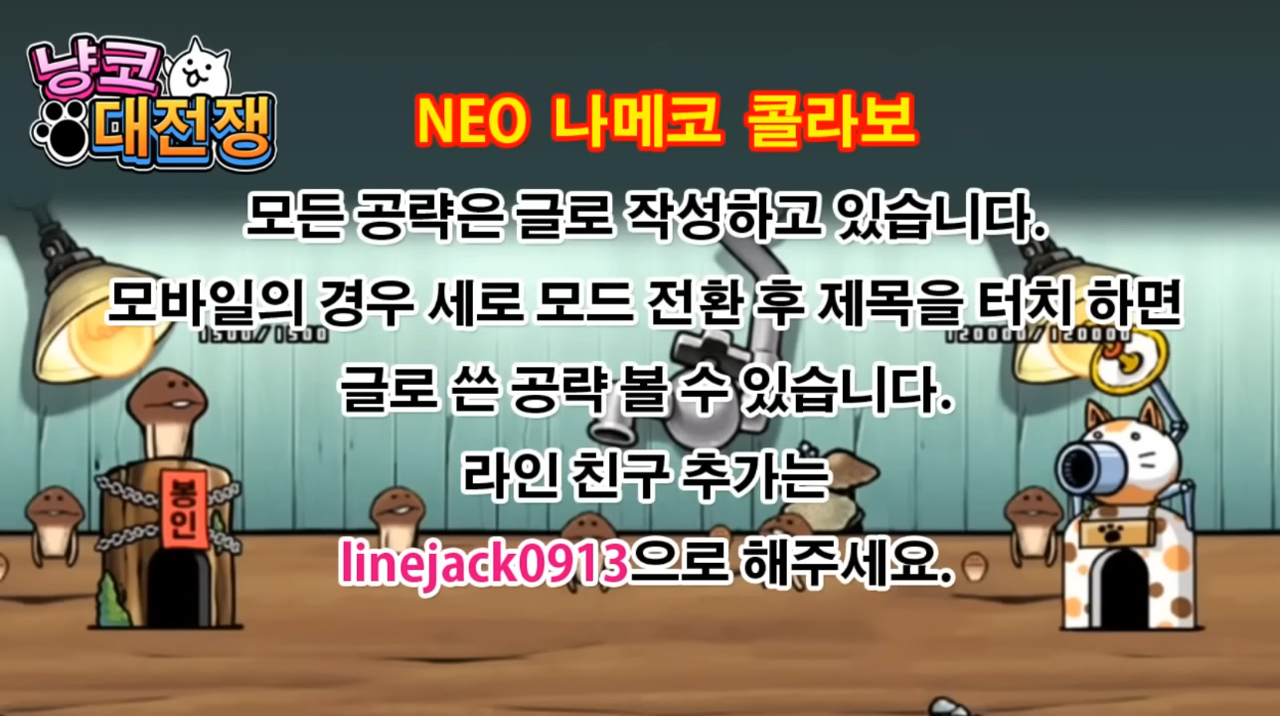 냥코
대전쟁
NEO 나메코 콜라보
모든 공략은 글로 작성하고 있습니다.
모바일의 경우 세로 모드 전환 후 제목을 터치 하면
1500/1500
120000/120000
글로 쓴 공략 볼 수 있습니다.
라인 친구 추가는
봉인
linejack0913으로 해주세요.